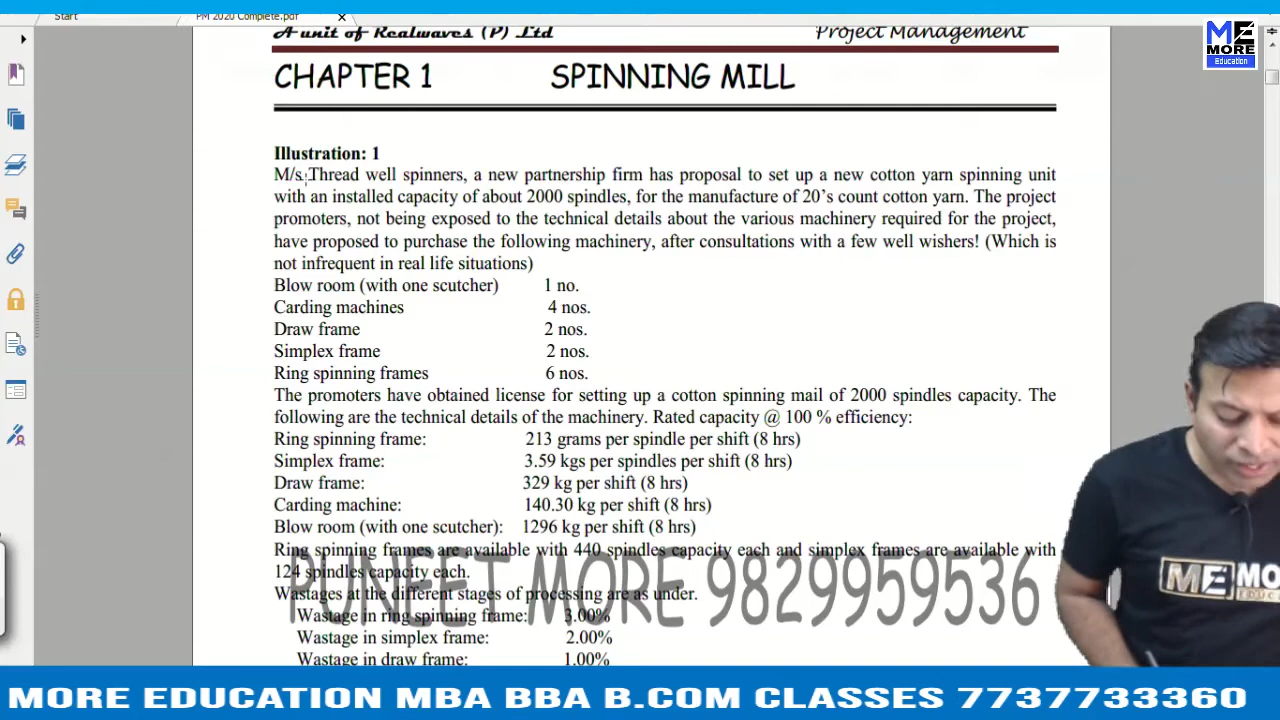 Start
PM 2020 Complete.pdf
A unit of Realwaves (P) Ltd Project Management
ME
MORE
Education
CHAPTER 1 SPINNING MILL
Illustration: 1
M/s. Thread well spinners, a new partnership firm has proposal to set up a new cotton yarn spinning unit
with an installed capacity of about 2000 spindles, for the manufacture of 20's count cotton yarn. The project
promoters, not being exposed to the technical details about the various machinery required for the project,
have proposed to purchase the following machinery, after consultations with a few well wishers! (Which is
not infrequent in real life situations)
Blow room (with one scutcher) 1 no.
Carding machines 4 nos.
Draw frame 2 nos.
Simplex frame 2 nos.
Ring spinning frames 6 nos.
The promoters have obtained license for setting up a cotton spinning mail of 2000 spindles capacity. The
following are the technical details of the machinery. Rated capacity @ 100 % efficiency:
Ring spinning frame: 213 grams per spindle per shift (8 hrs)
Simplex frame: 3.59 kgs per spindles per shift (8 hrs)
Draw frame: 329 kg per shift (8 hrs)
Carding machine: 140.30 kg per shift (8 hrs)
Blow room (with one scutcher): 1296 kg per shift (8 hrs)
Ring spinning frames are available with 440 spindles capacity each and simplex frames are available with
124 spindles capacity each.
Wastages at the different stages of processing are as under.
Wastage in ring spinning frame: 3.00%
Wastage in simplex frame: 2.00%
Wastage in draw frame: 1.00%
PUNEET MORE 9829959536
ME MO
MORE EDUCATION MBA BBA B.COM CLASSES 7737733360